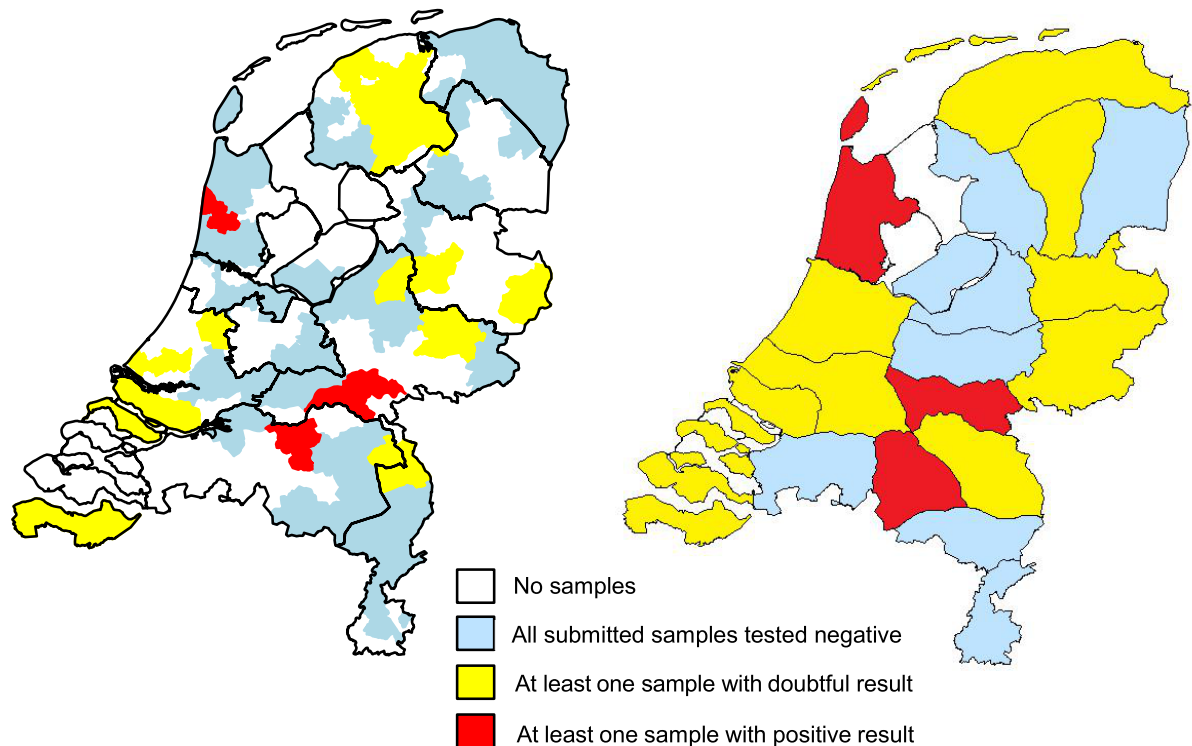 No samples
All submitted samples tested negative
At least one sample with doubtful result
At least one sample with positive result